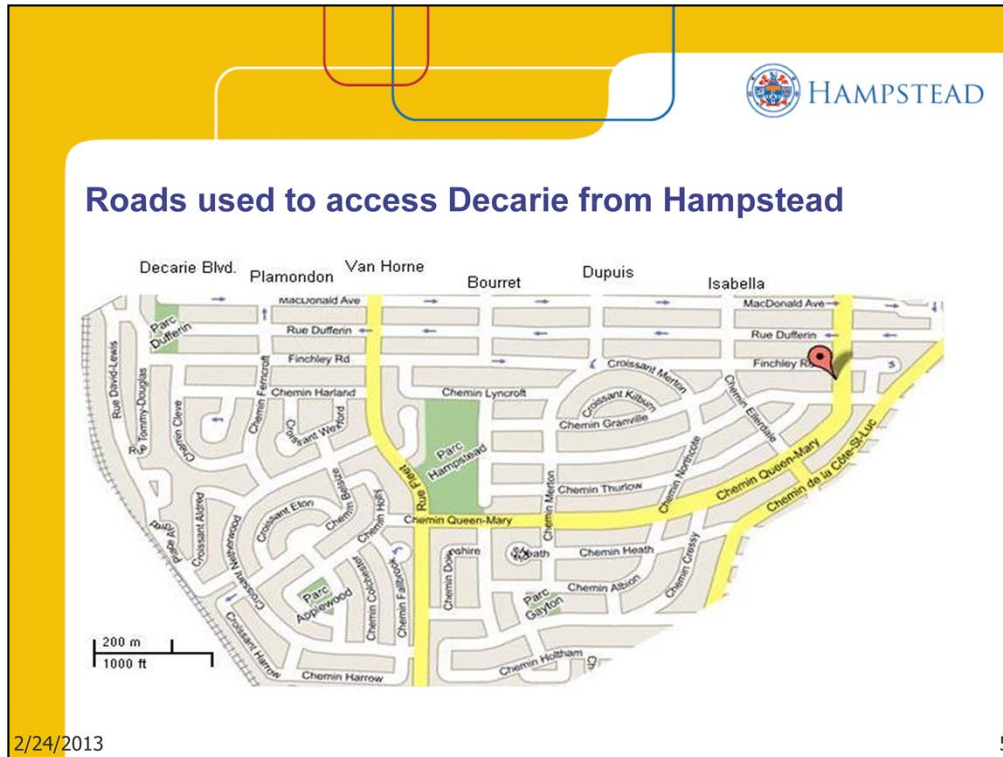 HAMPSTEAD
Roads used to access Decarie from Hampstead
Decarie Blvd.
Plamondon
Van Horne
Bourret
Dupuis
Isabella
MacDonald Ave
MacDonald Ave
Parc
Dufferin
Rue Dufferin
Rue Dufferin
Finchley Rd
Finchley Rd
Rue David-Lewis
Rue Tommy-Douglas
Chemin Cleve
Chemin Ferncroft
Chemin Harland
Croissant Wexford
Chemin Lyncroft
Croissant Merton
Croissant Kilburn
Chemin Granville
Chemin Ellerdale
Parc
Hampstead
Rue Fleet
Chemin Belsize
Chemin Holly
Croissant Eton
Chemin Merton
Chemin Thurlow
Chemin Northcote
Chemin Queen-Mary
Chemin Queen-Mary
Chemin de la Côte-St-Luc
Croissant Aldred
Croissant Netherwood
Chemin Heath
Chemin Cressy
Chemin Albion
Parc
Applewood
Chemin Colchester
Chemin Fallbrook
Parc
Gayton
Croissant Harrow
Chemin Harrow
Chemin Holtham
200 m
1000 ft
2/24/2013
5